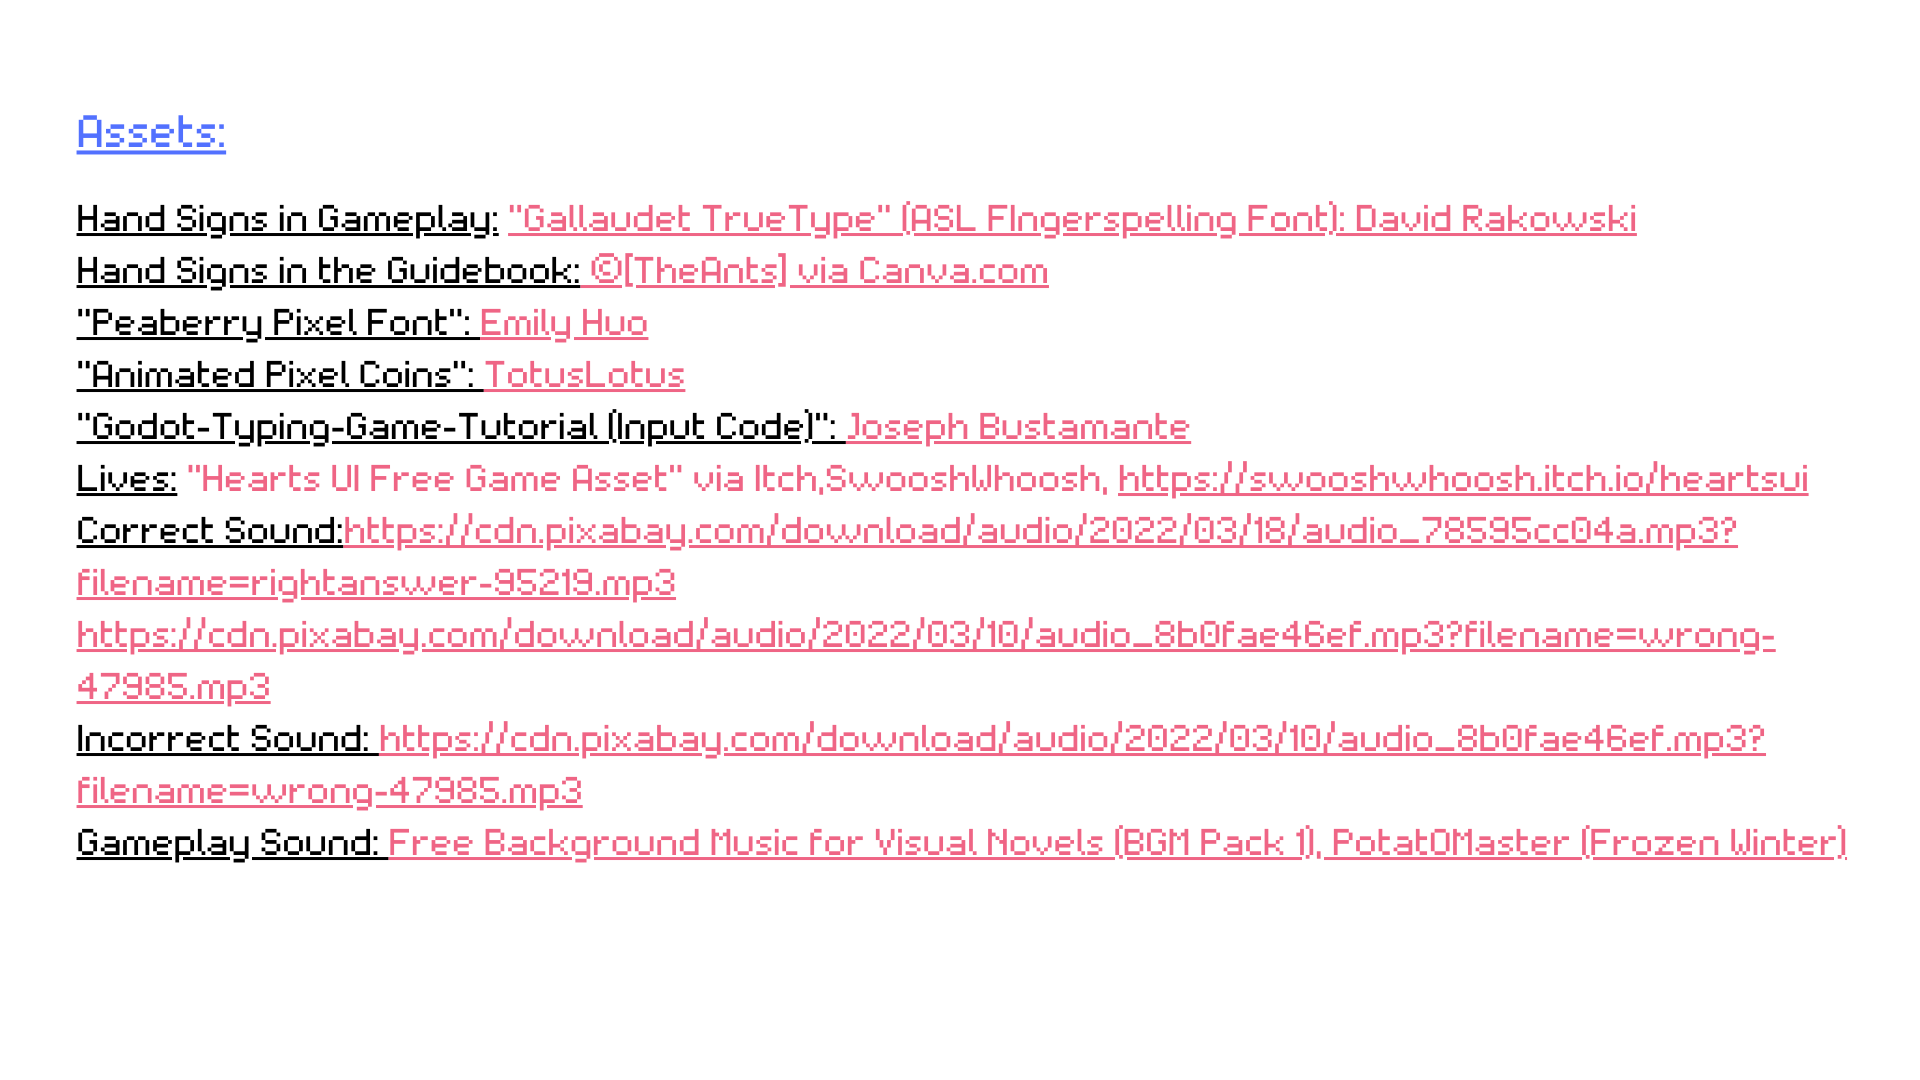 Assets:
Hand Signs in Gameplay: "Gallaudet TrueType" (ASL FIngerspelling Font): David Rakowski
Hand Signs in the Guidebook: ©[TheAnts] via Canva.com
"Peaberry Pixel Font": Emily Huo
"Animated Pixel Coins": TotusLotus
"Godot-Typing-Game-Tutorial (Input Code)": Joseph Bustamante
Lives: "Hearts UI Free Game Asset" via Itch,SwooshWhoosh, https://swooshwhoosh.itch.io/heartsui
Correct Sound:https://cdn.pixabay.com/download/audio/2022/03/18/audio_78595cc04a.mp3?
filename=rightanswer-95219.mp3
https://cdn.pixabay.com/download/audio/2022/03/10/audio_8b0fae46ef.mp3?filename=wrong-
47985.mp3
Incorrect Sound: https://cdn.pixabay.com/download/audio/2022/03/10/audio_8b0fae46ef.mp3?
filename=wrong-47985.mp3
Gameplay Sound: Free Background Music for Visual Novels (BGM Pack 1), PotatOMaster (Frozen Winter)